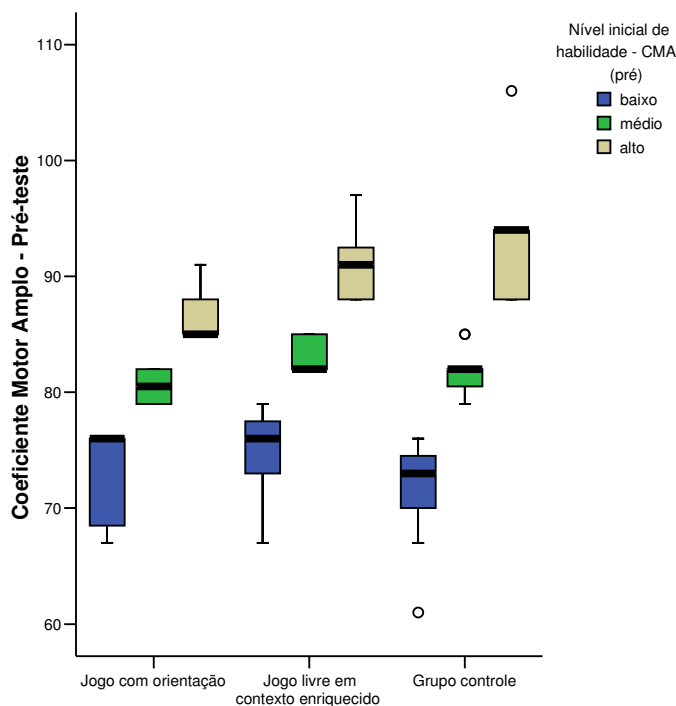 Nível inicial de
habilidade - CMA
(pré)
baixo
médio
alto
Coeficiente Motor Amplo - Pré-teste
110
100
90
80
70
60
Jogo com orientação
Jogo livre em
contexto enriquecido
Grupo controle